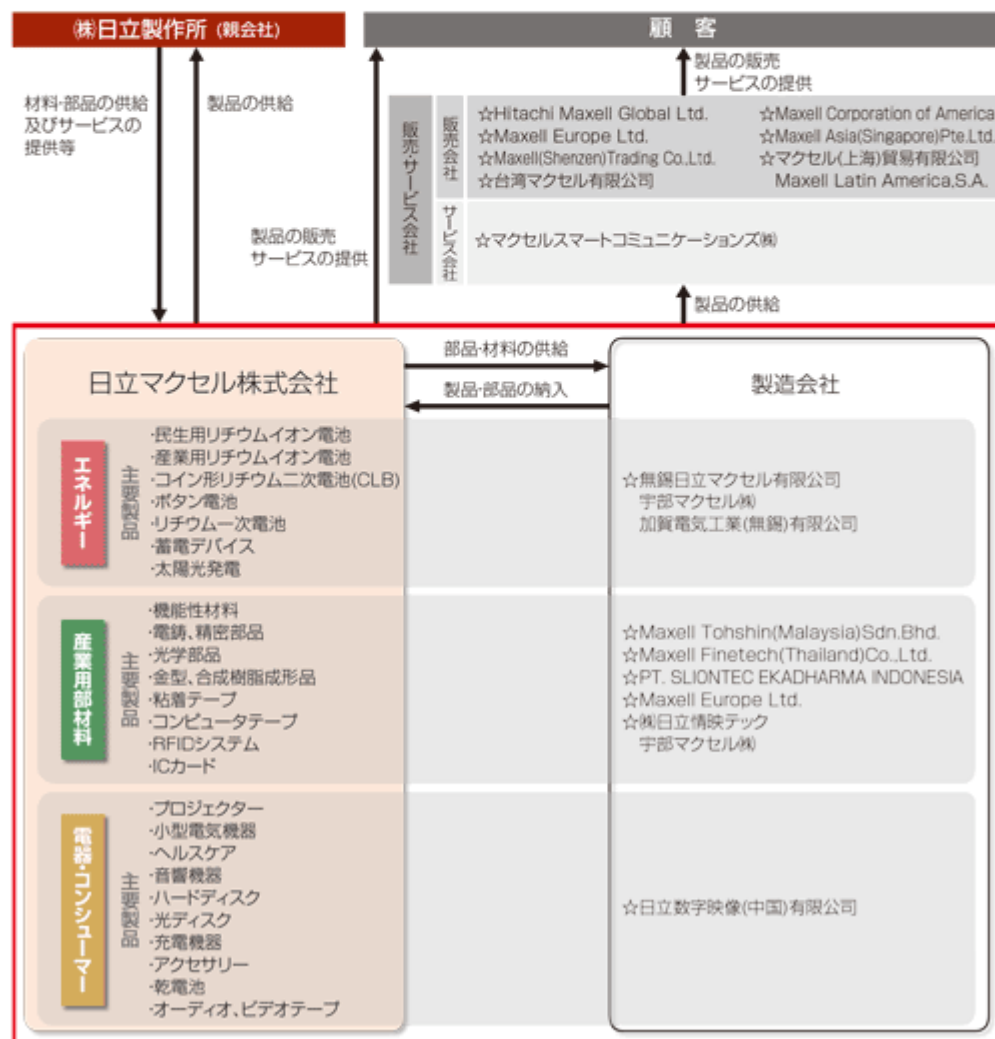 ㈱日立製作所 (親会社)
顧 客
材料・部品の供給
及びサービスの
提供等
製品の供給
製品の販売
サービスの提供
製品の販売
サービスの提供
販売・サービス会社
販売会社
☆Hitachi Maxell Global Ltd.
☆Maxell Corporation of America
☆Maxell Europe Ltd.
☆Maxell Asia(Singapore)Pte.Ltd.
☆Maxell(Shenzen)Trading Co.,Ltd.
☆マクセル(上海)貿易有限公司
☆台湾マクセル有限公司
Maxell Latin America,S.A.
サービス会社
☆マクセルスマートコミュニケーションズ㈱
製品の供給
日立マクセル株式会社
部品・材料の供給
製品・部品の納入
製造会社
エネルギー
主要製品
・民生用リチウムイオン電池
・産業用リチウムイオン電池
・コイン形リチウム二次電池(CLB)
・ボタン電池
・リチウム一次電池
・蓄電デバイス
・太陽光発電
☆無錫日立マクセル有限公司
宇部マクセル㈱
加賀電気工業(無錫)有限公司
産業用部材料
主要製品
・機能性材料
・電鋳、精密部品
・光学部品
・金型、合成樹脂成形品
・粘着テープ
・コンピュータテープ
・RFIDシステム
・ICカード
☆Maxell Tohshin(Malaysia)Sdn.Bhd.
☆Maxell Finetech(Thailand)Co.,Ltd.
☆PT. SLIONTEC EKADHARMA INDONESIA
☆Maxell Europe Ltd.
☆㈱日立情映テック
宇部マクセル㈱
電器・コンシューマー
主要製品
・プロジェクター
・小型電気機器
・ヘルスケア
・音響機器
・ハードディスク
・光ディスク
・充電機器
・アクセサリー
・乾電池
・オーディオ、ビデオテープ
☆日立数字映像(中国)有限公司